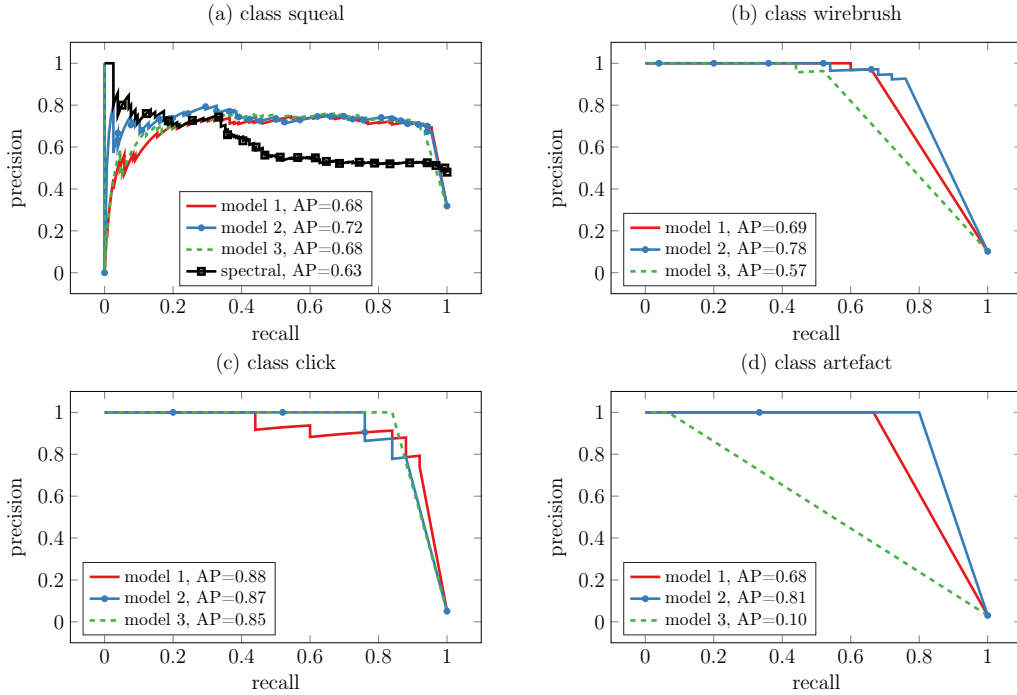 (a) class squeal
precision
1
0.8
0.6
0.4
0.2
0
model 1, AP=0.68
model 2, AP=0.72
model 3, AP=0.68
spectral, AP=0.63
0 0.2 0.4 0.6 0.8 1
recall
(b) class wirebrush
precision
1
0.8
0.6
0.4
0.2
0
model 1, AP=0.69
model 2, AP=0.78
model 3, AP=0.57
0 0.2 0.4 0.6 0.8 1
recall
(c) class click
precision
1
0.8
0.6
0.4
0.2
0
model 1, AP=0.88
model 2, AP=0.87
model 3, AP=0.85
0 0.2 0.4 0.6 0.8 1
recall
(d) class artefact
precision
1
0.8
0.6
0.4
0.2
0
model 1, AP=0.68
model 2, AP=0.81
model 3, AP=0.10
0 0.2 0.4 0.6 0.8 1
recall